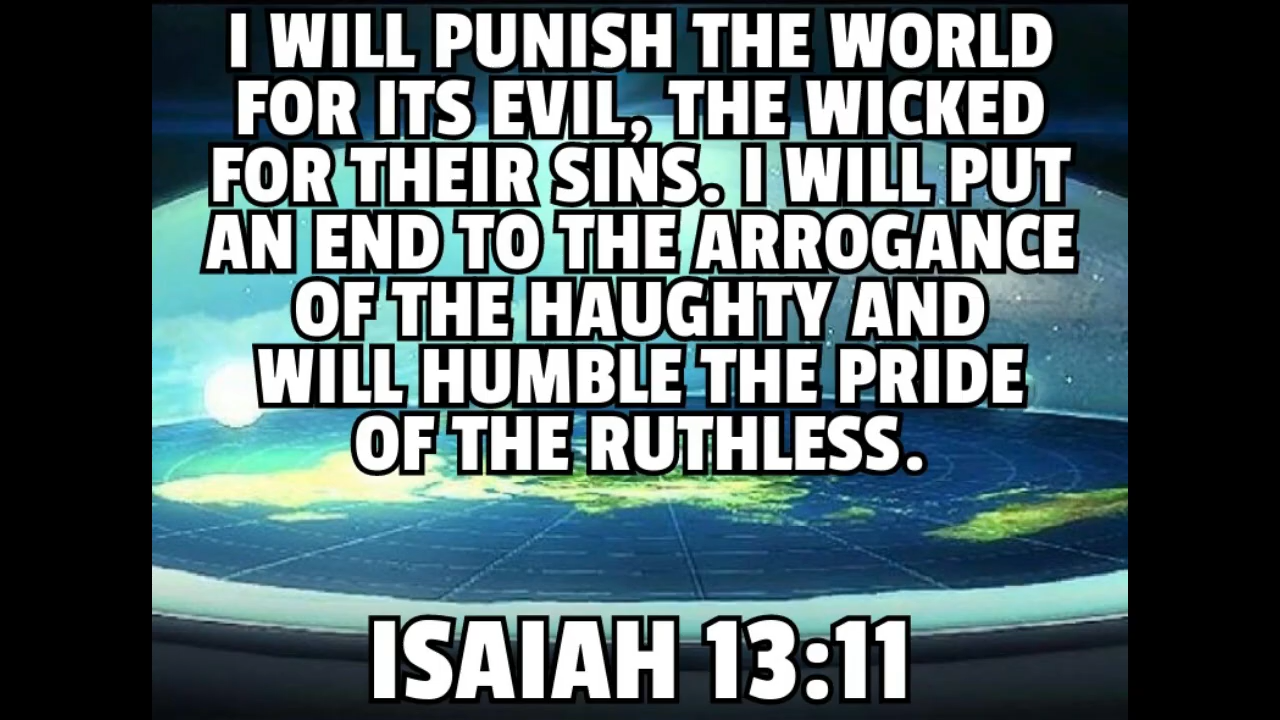 I WILL PUNISH THE WORLD
FOR ITS EVIL, THE WICKED
FOR THEIR SINS. I WILL PUT
AN END TO THE ARROGANCE
OF THE HAUGHTY AND
WILL HUMBLE THE PRIDE
OF THE RUTHLESS.
ISAIAH 13:11